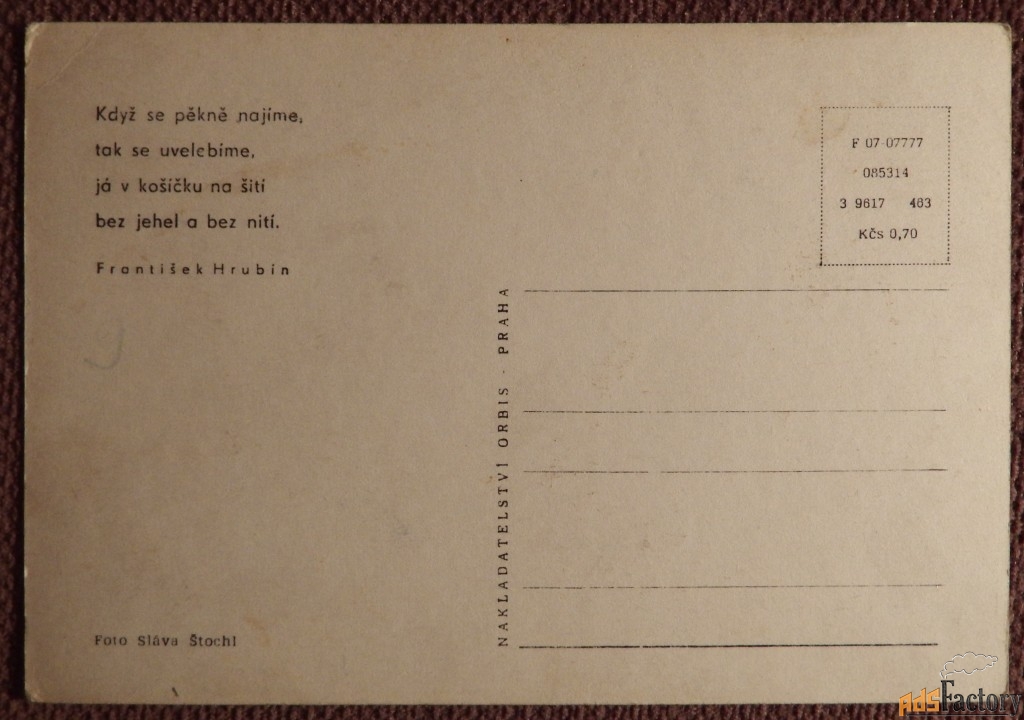 Když se pěkně najíme,
tak se uvelebíme,
já v košíčku na šití
bez jehel a bez nití.
František Hrubín
F 07-07777
085314
3 9617 463
Kčs 0,70
NAKLADATELSTVÍ ORBIS - PRAHA
Foto Sláva Štochl
AdsFactory